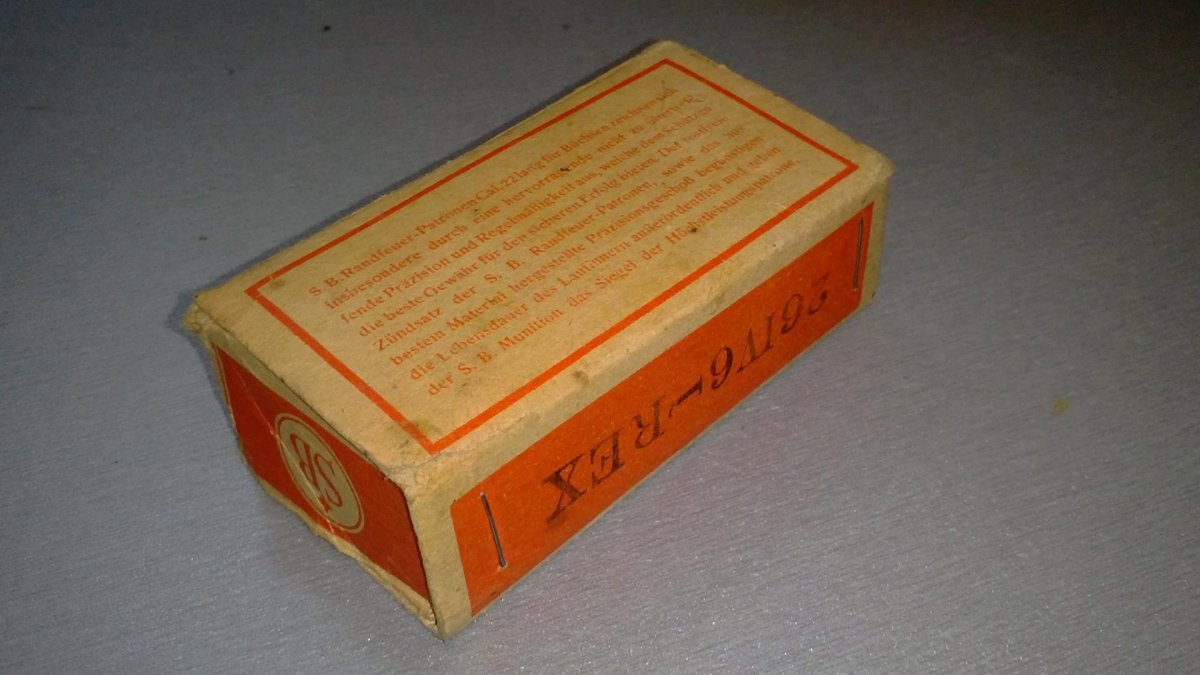 S. B. Randfeuer-Patronen Cal. 22 lang für Büchsen zeichnen sich
insbesondere durch eine hervorragende nicht zu übertref-
fende Präzision und Regelmäßigkeit aus, welche dem Schützen
die beste Gewähr für den sicheren Erfolg bieten. Der rostfreie
Zündsatz der S. B. Randfeuer-Patronen, sowie das aus
bestem Material hergestellte Präzisionsgeschoß begünstigen
die Lebensdauer des Laufinnern außerordentlich und geben
der S. B. Munition das Siegel der Höchstleistungspatrone.
SB
26IV6-REX